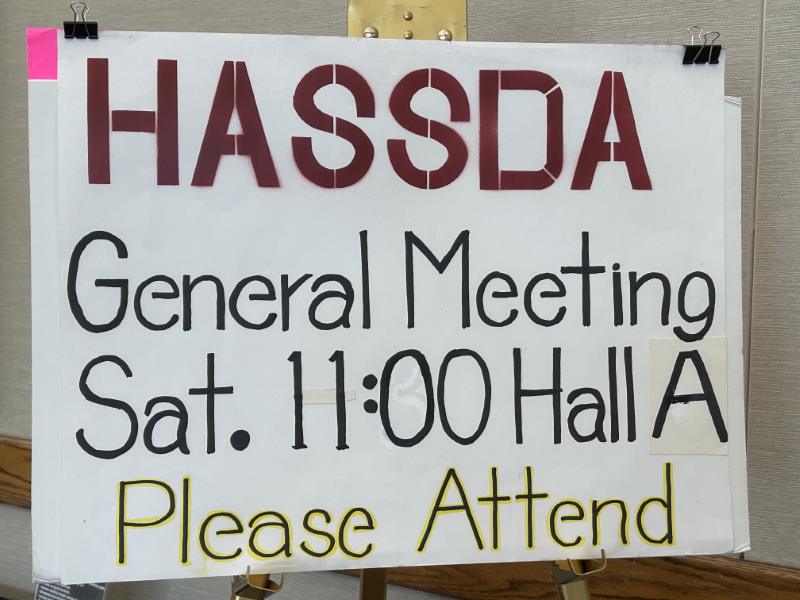 HASSDA
General Meeting
Sat. 11:00 Hall A
Please Attend